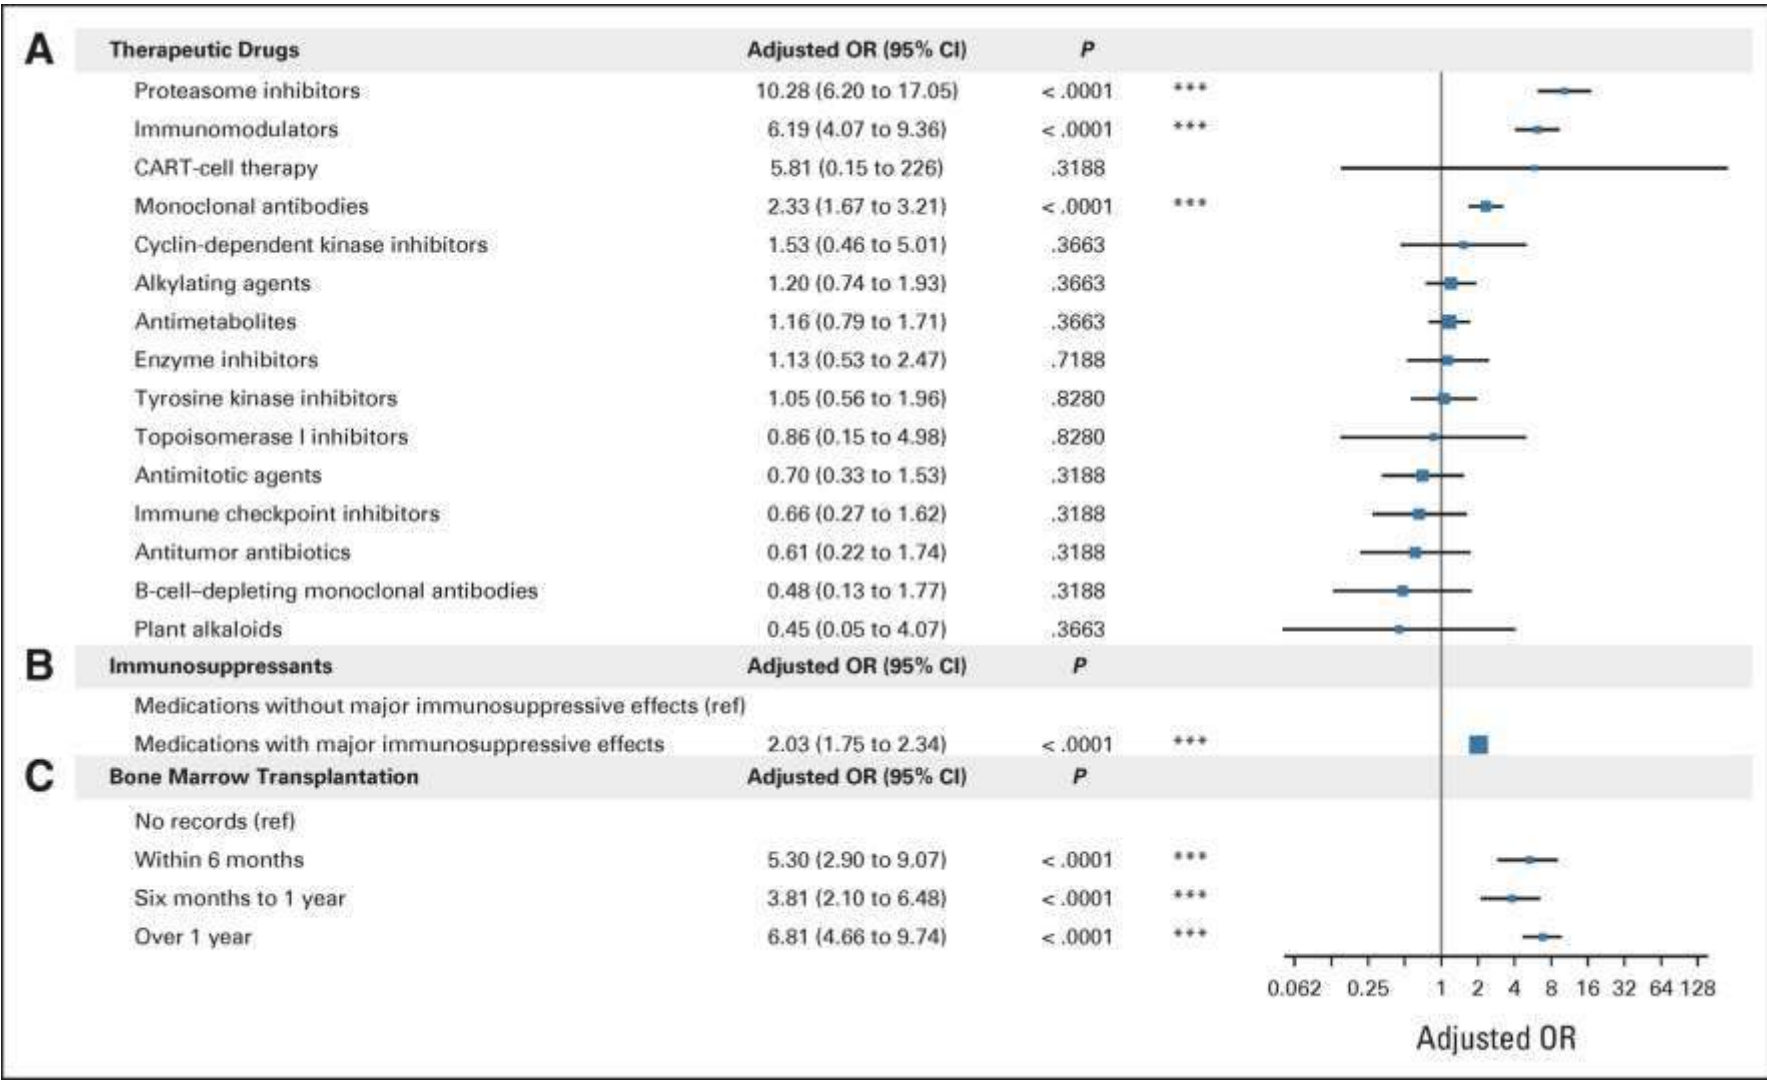 A Therapeutic Drugs Adjusted OR (95% CI) P
Proteasome inhibitors 10.28 (6.20 to 17.05) < .0001 ***
Immunomodulators 6.19 (4.07 to 9.36) < .0001 ***
CART-cell therapy 5.81 (0.15 to 226) .3188
Monoclonal antibodies 2.33 (1.67 to 3.21) < .0001 ***
Cyclin-dependent kinase inhibitors 1.53 (0.46 to 5.01) .3663
Alkylating agents 1.20 (0.74 to 1.93) .3663
Antimetabolites 1.16 (0.79 to 1.71) .3663
Enzyme inhibitors 1.13 (0.53 to 2.47) .7188
Tyrosine kinase inhibitors 1.05 (0.56 to 1.96) .8280
Topoisomerase I inhibitors 0.86 (0.15 to 4.98) .8280
Antimitotic agents 0.70 (0.33 to 1.53) .3188
Immune checkpoint inhibitors 0.66 (0.27 to 1.62) .3188
Antitumor antibiotics 0.61 (0.22 to 1.74) .3188
B-cell–depleting monoclonal antibodies 0.48 (0.13 to 1.77) .3188
Plant alkaloids 0.45 (0.05 to 4.07) .3663
B Immunosuppressants Adjusted OR (95% CI) P
Medications without major immunosuppressive effects (ref)
Medications with major immunosuppressive effects 2.03 (1.75 to 2.34) < .0001 ***
C Bone Marrow Transplantation Adjusted OR (95% CI) P
No records (ref)
Within 6 months 5.30 (2.90 to 9.07) < .0001 ***
Six months to 1 year 3.81 (2.10 to 6.48) < .0001 ***
Over 1 year 6.81 (4.66 to 9.74) < .0001 ***
0.062 0.25 1 2 4 8 16 32 64 128
Adjusted OR